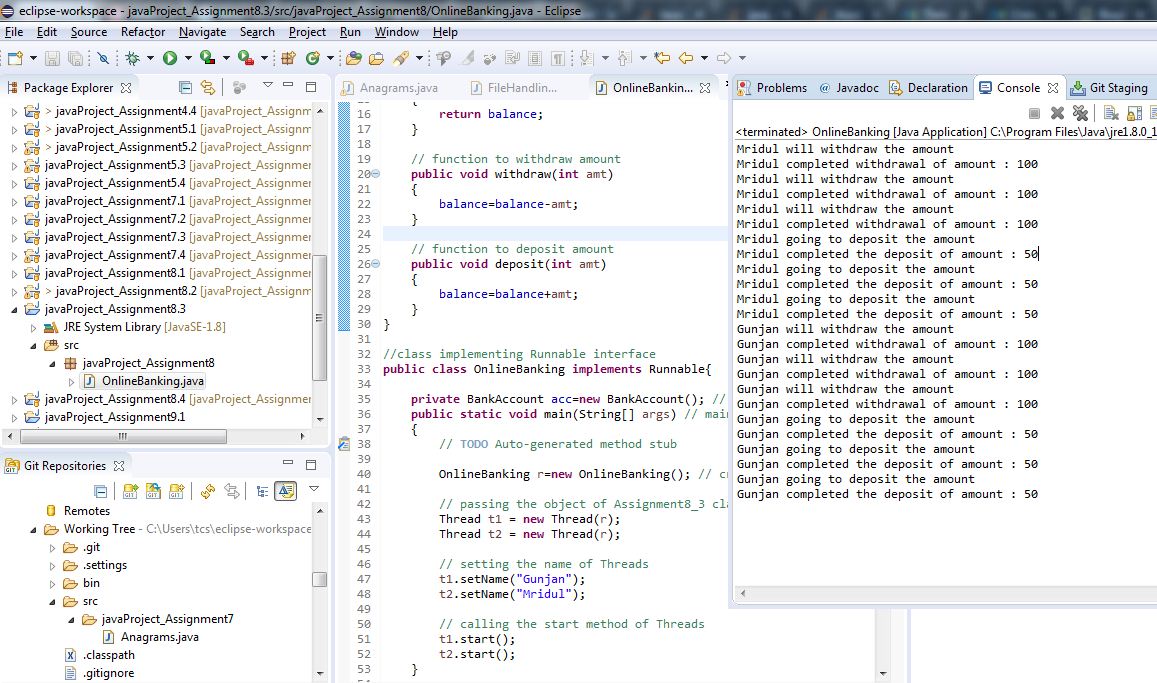 eclipse-workspace - javaProject_Assignment8.3/src/javaProject_Assignment8/OnlineBanking.java - Eclipse
File Edit Source Refactor Navigate Search Project Run Window Help
Package Explorer
> javaProject_Assignment4.4 [javaProject_Assignm
> javaProject_Assignment5.1 [javaProject_Assignm
> javaProject_Assignment5.2 [javaProject_Assignm
javaProject_Assignment5.3 [javaProject_Assignmer
javaProject_Assignment5.4 [javaProject_Assignmer
javaProject_Assignment7.1 [javaProject_Assignmer
javaProject_Assignment7.2 [javaProject_Assignmer
javaProject_Assignment7.3 [javaProject_Assignmer
javaProject_Assignment7.4 [javaProject_Assignmer
javaProject_Assignment8.1 [javaProject_Assignmer
> javaProject_Assignment8.2 [javaProject_Assignm
javaProject_Assignment8.3
JRE System Library [JavaSE-1.8]
src
javaProject_Assignment8
OnlineBanking.java
javaProject_Assignment8.4 [javaProject_Assignmer
javaProject_Assignment9.1
Git Repositories
Remotes
Working Tree - C:\Users\tcs\eclipse-workspace
.git
.settings
bin
src
javaProject_Assignment7
Anagrams.java
.classpath
.gitignore
Anagrams.java FileHandlin... OnlineBankin...
{
16 return balance;
17 }
18
19 // function to withdraw amount
20 public void withdraw(int amt)
21 {
22 balance=balance-amt;
23 }
24
25 // function to deposit amount
26 public void deposit(int amt)
27 {
28 balance=balance+amt;
29 }
30 }
31
32 //class implementing Runnable interface
33 public class OnlineBanking implements Runnable{
34
35 private BankAccount acc=new BankAccount(); //
36 public static void main(String[] args) // mai
37 {
38 // TODO Auto-generated method stub
39
40 OnlineBanking r=new OnlineBanking(); // c
41
42 // passing the object of Assignment8_3 cl
43 Thread t1 = new Thread(r);
44 Thread t2 = new Thread(r);
45
46 // setting the name of Threads
47 t1.setName("Gunjan");
48 t2.setName("Mridul");
49
50 // calling the start method of Threads
51 t1.start();
52 t2.start();
53 }
Problems @ Javadoc Declaration Console Git Staging
<terminated> OnlineBanking [Java Application] C:\Program Files\Java\jre1.8.0_1
Mridul will withdraw the amount
Mridul completed withdrawal of amount : 100
Mridul will withdraw the amount
Mridul completed withdrawal of amount : 100
Mridul will withdraw the amount
Mridul completed withdrawal of amount : 100
Mridul going to deposit the amount
Mridul completed the deposit of amount : 50
Mridul going to deposit the amount
Mridul completed the deposit of amount : 50
Mridul going to deposit the amount
Mridul completed the deposit of amount : 50
Gunjan will withdraw the amount
Gunjan completed withdrawal of amount : 100
Gunjan will withdraw the amount
Gunjan completed withdrawal of amount : 100
Gunjan will withdraw the amount
Gunjan completed withdrawal of amount : 100
Gunjan going to deposit the amount
Gunjan completed the deposit of amount : 50
Gunjan going to deposit the amount
Gunjan completed the deposit of amount : 50
Gunjan going to deposit the amount
Gunjan completed the deposit of amount : 50